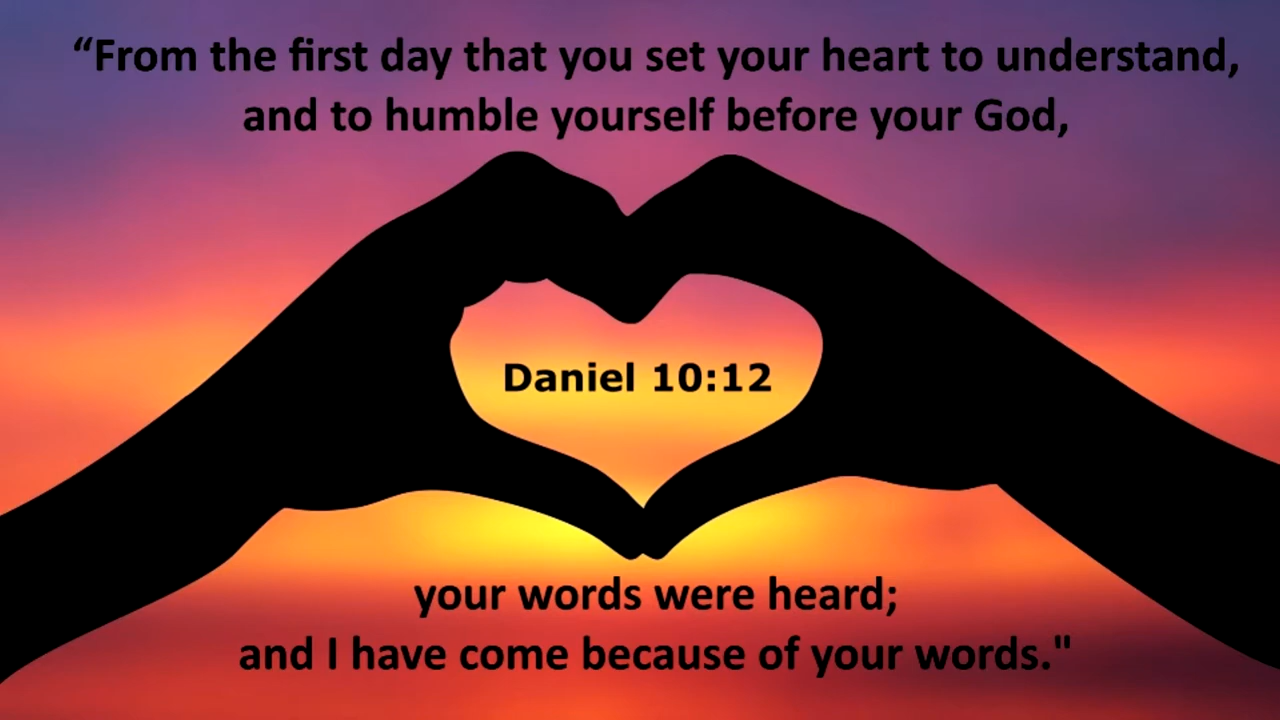 “From the first day that you set your heart to understand,
and to humble yourself before your God,
Daniel 10:12
your words were heard;
and I have come because of your words."